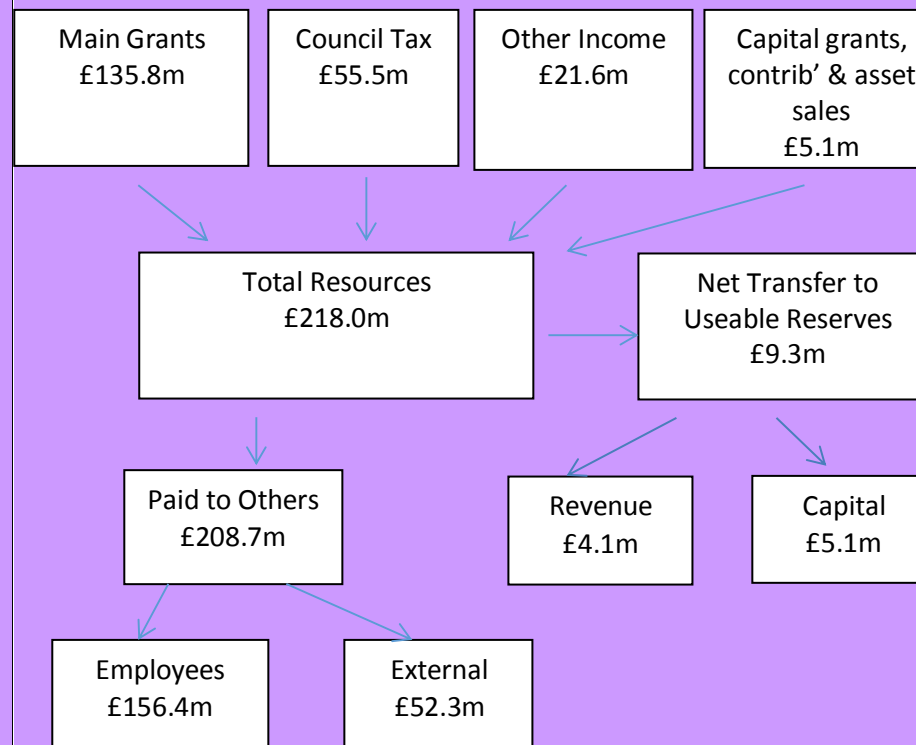 Main Grants
£135.8m
Council Tax
£55.5m
Other Income
£21.6m
Capital grants,
contrib’ & asset
sales
£5.1m
Total Resources
£218.0m
Net Transfer to
Useable Reserves
£9.3m
Paid to Others
£208.7m
Revenue
£4.1m
Capital
£5.1m
Employees
£156.4m
External
£52.3m